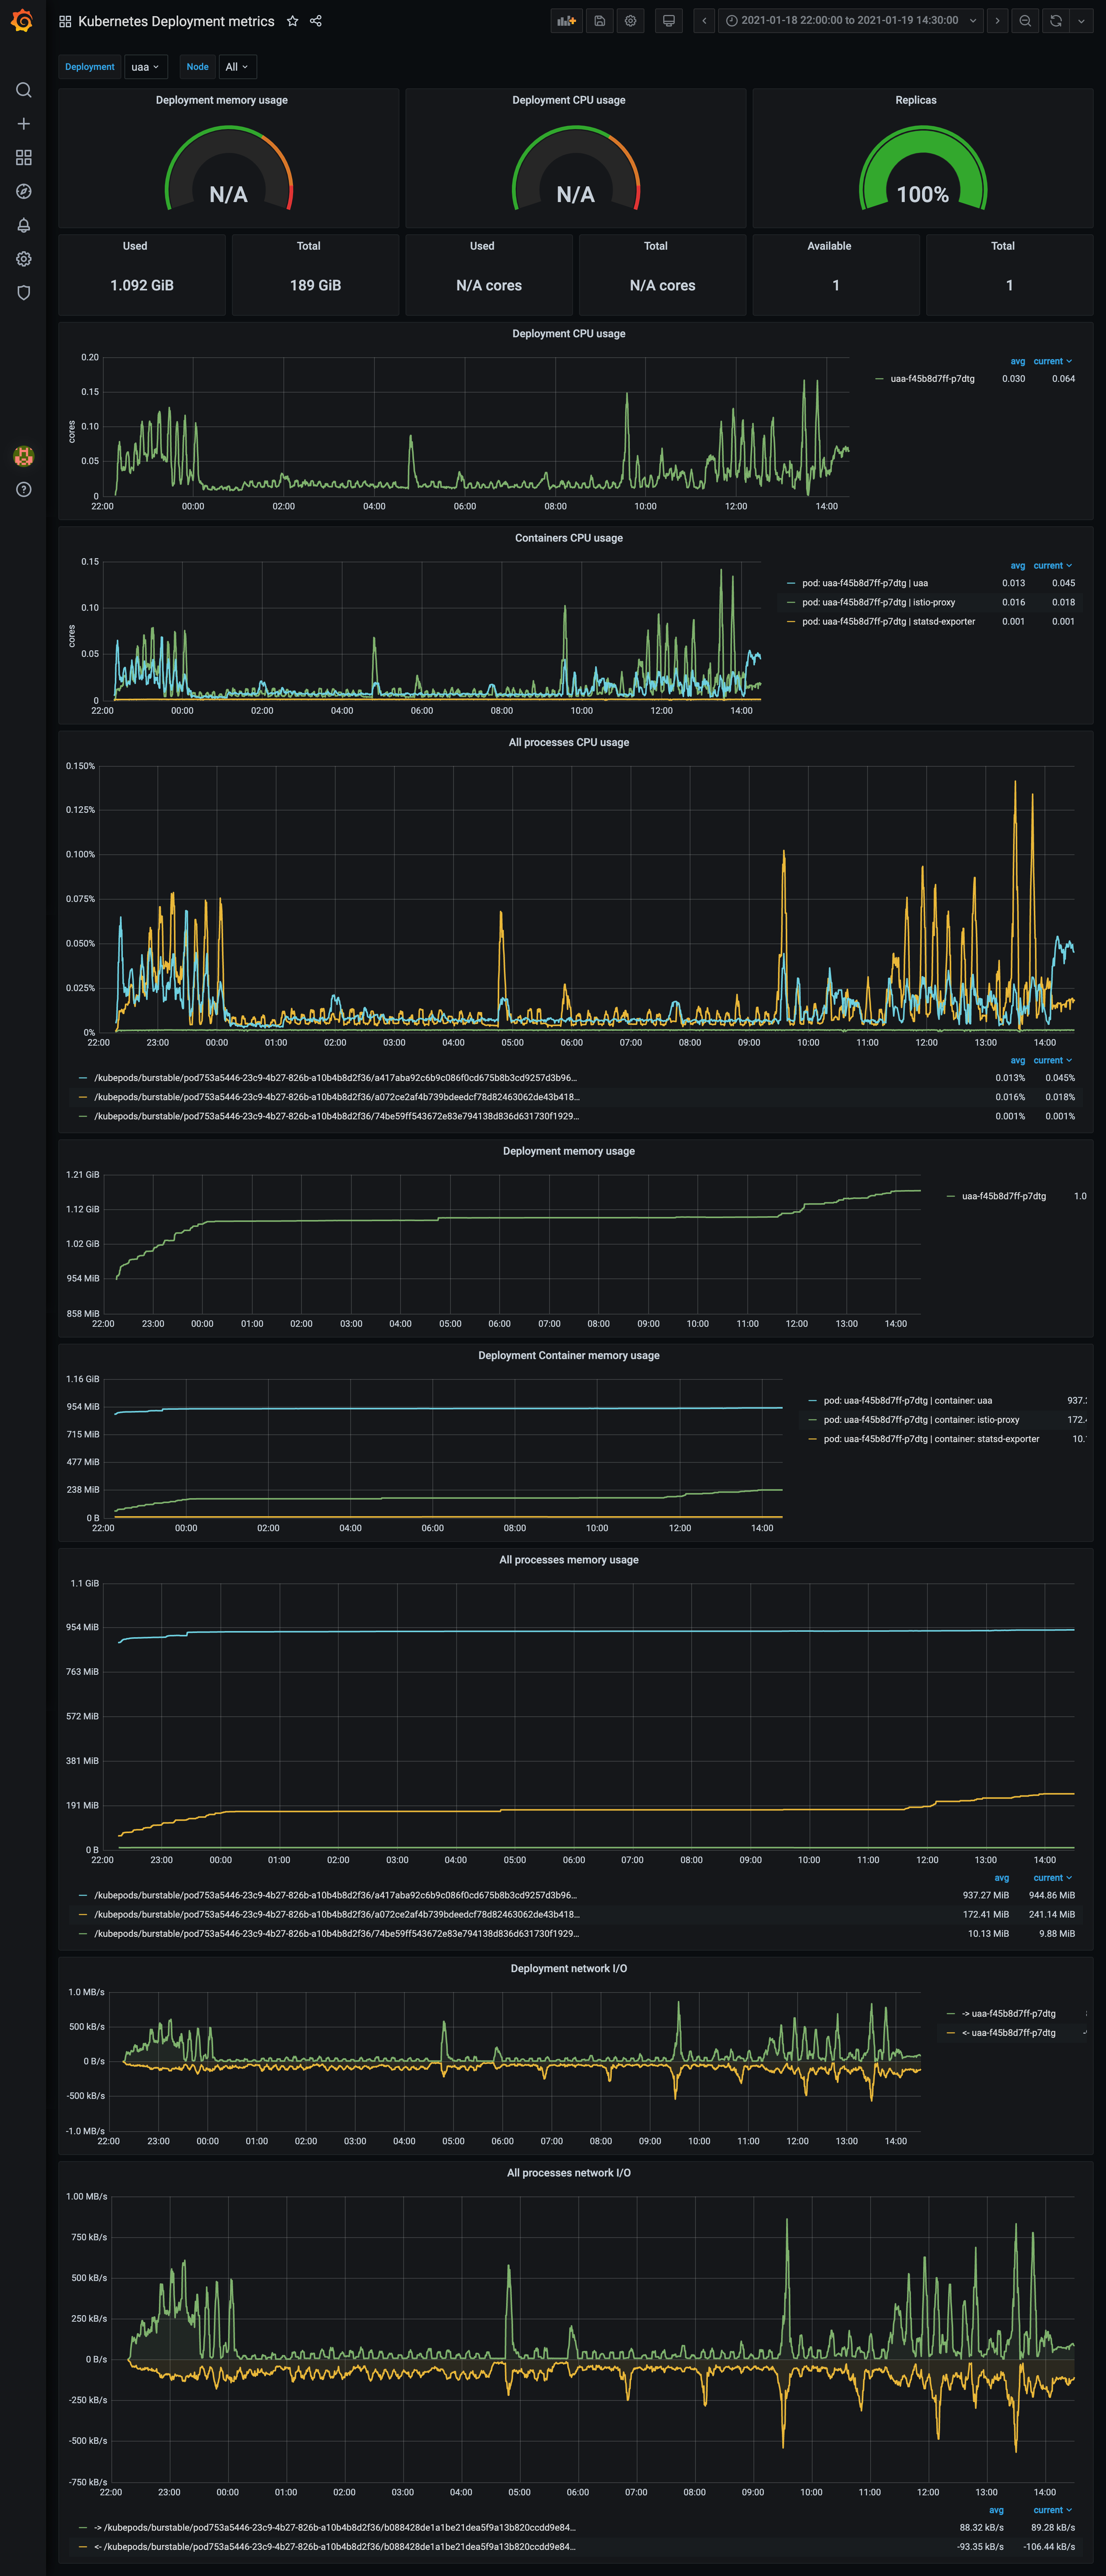 Kubernetes Deployment metrics
2021-01-18 22:00:00 to 2021-01-19 14:30:00
Deployment uaa Node All
Deployment memory usage
N/A
Deployment CPU usage
N/A
Replicas
100%
Used
1.092 GiB
Total
189 GiB
Used
N/A cores
Total
N/A cores
Available
1
Total
1
Deployment CPU usage
cores
0.20
0.15
0.10
0.05
0
22:00 00:00 02:00 04:00 06:00 08:00 10:00 12:00 14:00
avg current
uaa-f45b8d7ff-p7dtg 0.030 0.064
Containers CPU usage
cores
0.15
0.10
0.05
0
22:00 00:00 02:00 04:00 06:00 08:00 10:00 12:00 14:00
avg current
pod: uaa-f45b8d7ff-p7dtg | uaa 0.013 0.045
pod: uaa-f45b8d7ff-p7dtg | istio-proxy 0.016 0.018
pod: uaa-f45b8d7ff-p7dtg | statsd-exporter 0.001 0.001
All processes CPU usage
0.150%
0.125%
0.100%
0.075%
0.050%
0.025%
0%
22:00 23:00 00:00 01:00 02:00 03:00 04:00 05:00 06:00 07:00 08:00 09:00 10:00 11:00 12:00 13:00 14:00
avg current
/kubepods/burstable/pod753a5446-23c9-4b27-826b-a10b4b8d2f36/a417aba92c6b9c086f0cd675b8b3cd9257d3b96... 0.013% 0.045%
/kubepods/burstable/pod753a5446-23c9-4b27-826b-a10b4b8d2f36/a072ce2af4b739bdeedcf78d82463062de43b418... 0.016% 0.018%
/kubepods/burstable/pod753a5446-23c9-4b27-826b-a10b4b8d2f36/74be59ff543672e83e794138d836d631730f1929... 0.001% 0.001%
Deployment memory usage
1.21 GiB
1.12 GiB
1.02 GiB
954 MiB
858 MiB
22:00 23:00 00:00 01:00 02:00 03:00 04:00 05:00 06:00 07:00 08:00 09:00 10:00 11:00 12:00 13:00 14:00
uaa-f45b8d7ff-p7dtg 1.0
Deployment Container memory usage
1.16 GiB
954 MiB
715 MiB
477 MiB
238 MiB
0 B
22:00 00:00 02:00 04:00 06:00 08:00 10:00 12:00 14:00
pod: uaa-f45b8d7ff-p7dtg | container: uaa 937.
pod: uaa-f45b8d7ff-p7dtg | container: istio-proxy 172.
pod: uaa-f45b8d7ff-p7dtg | container: statsd-exporter 10.
All processes memory usage
1.1 GiB
954 MiB
763 MiB
572 MiB
381 MiB
191 MiB
0 B
22:00 23:00 00:00 01:00 02:00 03:00 04:00 05:00 06:00 07:00 08:00 09:00 10:00 11:00 12:00 13:00 14:00
avg current
/kubepods/burstable/pod753a5446-23c9-4b27-826b-a10b4b8d2f36/a417aba92c6b9c086f0cd675b8b3cd9257d3b96... 937.27 MiB 944.86 MiB
/kubepods/burstable/pod753a5446-23c9-4b27-826b-a10b4b8d2f36/a072ce2af4b739bdeedcf78d82463062de43b418... 172.41 MiB 241.14 MiB
/kubepods/burstable/pod753a5446-23c9-4b27-826b-a10b4b8d2f36/74be59ff543672e83e794138d836d631730f1929... 10.13 MiB 9.88 MiB
Deployment network I/O
1.0 MB/s
500 kB/s
0 B/s
-500 kB/s
-1.0 MB/s
22:00 23:00 00:00 01:00 02:00 03:00 04:00 05:00 06:00 07:00 08:00 09:00 10:00 11:00 12:00 13:00 14:00
-> uaa-f45b8d7ff-p7dtg
<- uaa-f45b8d7ff-p7dtg
All processes network I/O
1.00 MB/s
750 kB/s
500 kB/s
250 kB/s
0 B/s
-250 kB/s
-500 kB/s
-750 kB/s
22:00 23:00 00:00 01:00 02:00 03:00 04:00 05:00 06:00 07:00 08:00 09:00 10:00 11:00 12:00 13:00 14:00
avg current
-> /kubepods/burstable/pod753a5446-23c9-4b27-826b-a10b4b8d2f36/b088428de1a1be21dea5f9a13b820ccdd9e84... 88.32 kB/s 89.28 kB/s
<- /kubepods/burstable/pod753a5446-23c9-4b27-826b-a10b4b8d2f36/b088428de1a1be21dea5f9a13b820ccdd9e84... -93.35 kB/s -106.44 kB/s